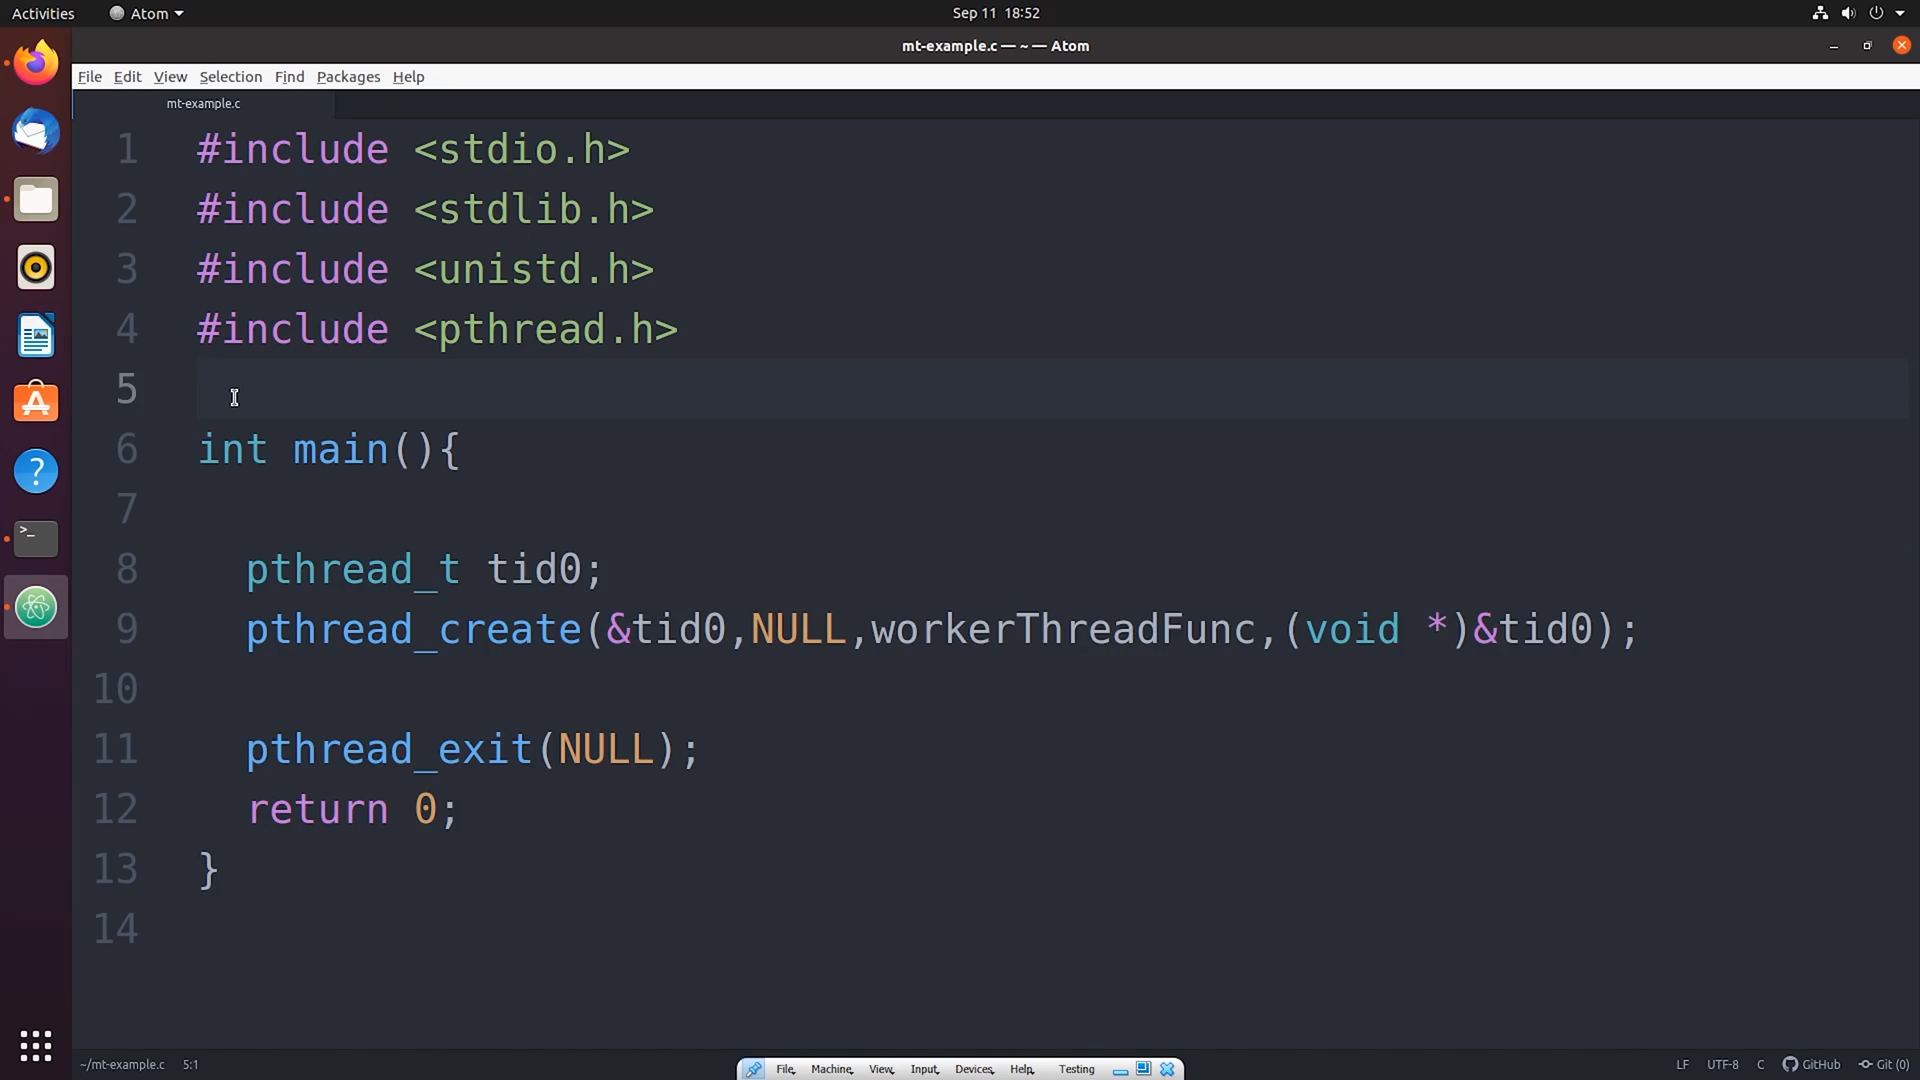 Activities Atom Sep 11 18:52
mt-example.c — ~ — Atom
File Edit View Selection Find Packages Help
mt-example.c
1 #include <stdio.h>
2 #include <stdlib.h>
3 #include <unistd.h>
4 #include <pthread.h>
5
6 int main(){
7
8 pthread_t tid0;
9 pthread_create(&tid0,NULL,workerThreadFunc,(void *)&tid0);
10
11 pthread_exit(NULL);
12 return 0;
13 }
14
~/mt-example.c 5:1 LF UTF-8 C GitHub Git (0)
File Machine View Input Devices Help Testing